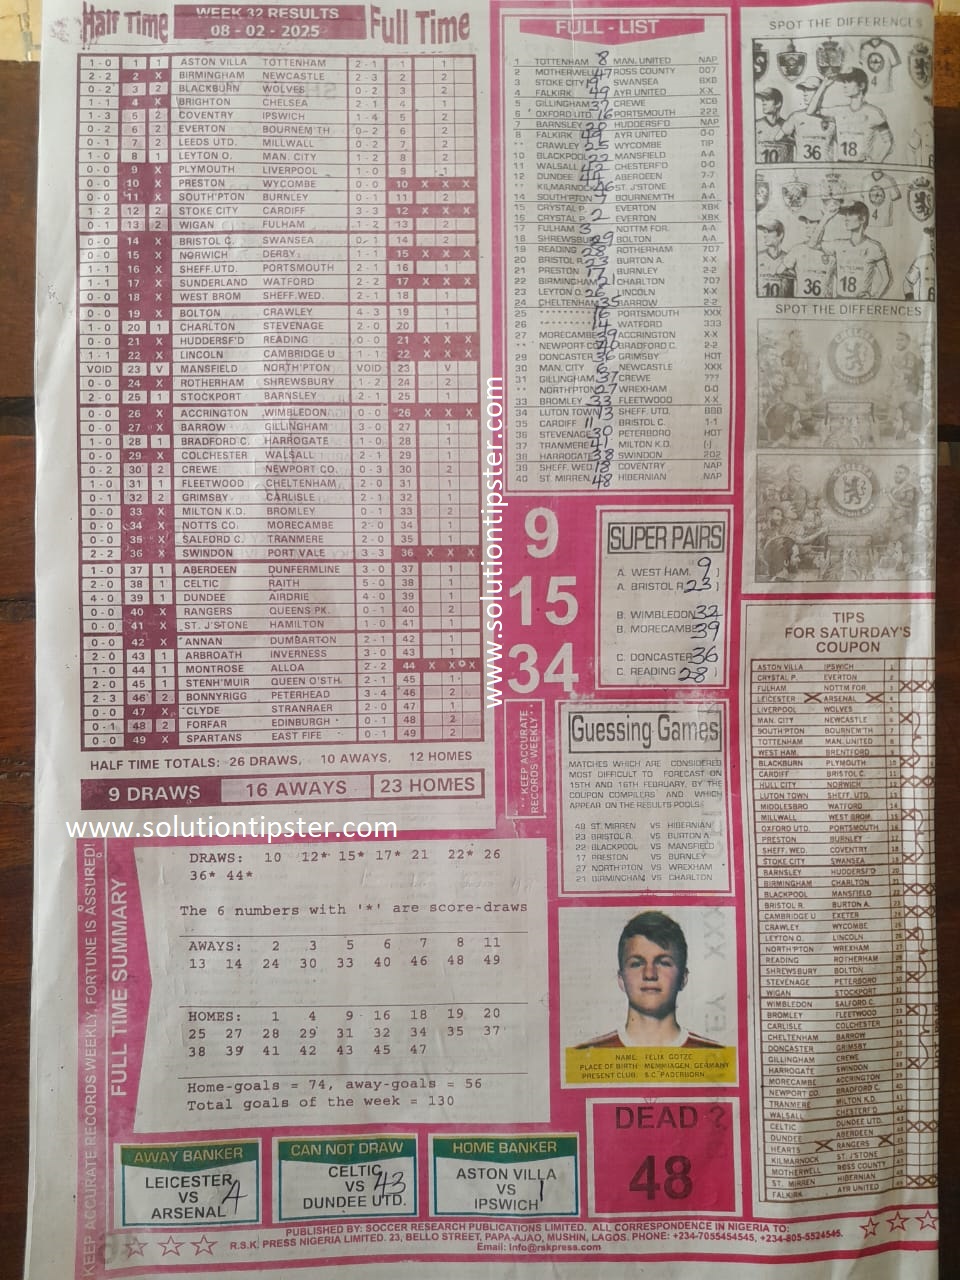 Half Time
WEEK 32 RESULTS
08 - 02 - 2025
Full Time
1 - 0 1 1 ASTON VILLA TOTTENHAM 2 - 1 1 1
2 - 2 2 X BIRMINGHAM NEWCASTLE 2 - 3 2 2
0 - 2 3 2 BLACKBURN WOLVES 0 - 2 3 2
1 - 1 4 X BRIGHTON CHELSEA 2 - 1 4 1
1 - 3 5 2 COVENTRY IPSWICH 1 - 4 5 2
0 - 2 6 2 EVERTON BOURNEM'TH 0 - 2 6 2
0 - 1 7 2 LEEDS UTD. MILLWALL 0 - 2 7 2
1 - 0 8 1 LEYTON O. MAN. CITY 1 - 2 8 2
0 - 0 9 X PLYMOUTH LIVERPOOL 1 - 0 9 1
0 - 0 10 X PRESTON WYCOMBE 0 - 0 10 X X X
0 - 0 11 X SOUTH'PTON BURNLEY 0 - 1 11 2
1 - 2 12 2 STOKE CITY CARDIFF 3 - 3 12 X X X
0 - 1 13 2 WIGAN FULHAM 1 - 2 13 2
0 - 0 14 X BRISTOL C. SWANSEA 0 - 1 14 2
0 - 0 15 X NORWICH DERBY 1 - 1 15 X X X
1 - 1 16 X SHEFF.UTD. PORTSMOUTH 2 - 1 16 1
1 - 1 17 X SUNDERLAND WATFORD 2 - 2 17 X X X
0 - 0 18 X WEST BROM SHEFF.WED 2 - 1 18 1
0 - 0 19 X BOLTON CRAWLEY 4 - 3 19 1
1 - 0 20 1 CHARLTON STEVENAGE 2 - 0 20 1
0 - 0 21 X HUDDERSF'D READING 0 - 0 21 X X X
1 - 1 22 X LINCOLN CAMBRIDGE U 1 - 1 22 X X X
VOID 23 V MANSFIELD NORTH'PTON VOID 23 V
0 - 0 24 X ROTHERHAM SHREWSBURY 1 - 2 24 2
2 - 0 25 1 STOCKPORT BARNSLEY 2 - 1 25 1
0 - 0 26 X ACCRINGTON WIMBLEDON 0 - 0 26 X X X
0 - 0 27 X BARROW GILLINGHAM 3 - 0 27 1
1 - 0 28 1 BRADFORD C. HARROGATE 1 - 0 28 1
0 - 0 29 X COLCHESTER WALSALL 2 - 1 29 1
0 - 2 30 2 CREWE NEWPORT CO. 0 - 3 30 2
1 - 0 31 1 FLEETWOOD CHELTENHAM 2 - 0 31 1
0 - 1 32 2 GRIMSBY CARLISLE 2 - 1 32 1
0 - 0 33 X MILTON K.D. BROMLEY 0 - 1 33 2
0 - 0 34 X NOTTS CO. MORECAMBE 2 - 0 34 1
0 - 0 35 X SALFORD C. TRANMERE 2 - 0 35 1
2 - 2 36 X SWINDON PORT VALE 3 - 3 36 X X X
1 - 0 37 1 ABERDEEN DUNFERMLINE 3 - 0 37 1
2 - 0 38 1 CELTIC RAITH 5 - 0 38 1
4 - 0 39 1 DUNDEE AIRDRIE 4 - 0 39 1
0 - 0 40 X RANGERS QUEENS PK. 0 - 1 40 2
0 - 0 41 X ST. J'STONE HAMILTON 1 - 0 41 1
0 - 0 42 X ANNAN DUMBARTON 2 - 1 42 1
2 - 0 43 1 ARBROATH INVERNESS 3 - 0 43 1
1 - 0 44 1 MONTROSE ALLOA 2 - 2 44 X X X
2 - 0 45 1 STENH'MUIR QUEEN O'STH. 2 - 1 45 1
2 - 3 46 2 BONNYRIGG PETERHEAD 3 - 4 46 2
0 - 0 47 X CLYDE STRANRAER 2 - 0 47 1
0 - 1 48 2 FORFAR EDINBURGH 0 - 1 48 2
0 - 0 49 X SPARTANS EAST FIFE 0 - 1 49 2
HALF TIME TOTALS: 26 DRAWS, 10 AWAYS, 12 HOMES
9 DRAWS 16 AWAYS 23 HOMES
www.solutiontipster.com
KEEP ACCURATE RECORDS WEEKLY, FORTUNE IS ASSURED!
FULL TIME SUMMARY
DRAWS: 10 12* 15* 17* 21 22* 26
36* 44*
The 6 numbers with '*' are score-draws
AWAYS: 2 3 5 6 7 8 11
13 14 24 30 33 40 46 48 49
HOMES: 1 4 9 16 18 19 20
25 27 28 29 31 32 34 35 37
38 39 41 42 43 45 47
Home-goals = 74, away-goals = 56
Total goals of the week = 130
AWAY BANKER
LEICESTER
VS
ARSENAL
4
CAN NOT DRAW
CELTIC
VS
DUNDEE UTD.
43
HOME BANKER
ASTON VILLA
VS
IPSWICH
1
FULL - LIST
1 TOTTENHAM 8 MAN. UNITED NAP
2 MOTHERWELL 47 ROSS COUNTY 007
3 STOKE CITY 19 SWANSEA BXB
4 FALKIRK 49 AYR UNITED X-X
5 GILLINGHAM 37 CREWE XCB
6 OXFORD UTD. 16 PORTSMOUTH 222
7 BARNSLEY 20 HUDDERSF'D NAP
8 FALKIRK 49 AYR UNITED 0-0
" CRAWLEY 25 WYCOMBE TIP
10 BLACKPOOL 22 MANSFIELD A-A
11 WALSALL 42 CHESTERF'D 0-0
12 DUNDEE 44 ABERDEEN 7-7
" KILMARNOCK 46 ST. J'STONE A-A
14 SOUTH'PTON 7 BOURNEM'TH A-A
15 CRYSTAL P. EVERTON XBK
16 CRYSTAL P. 2 EVERTON XBK
17 FULHAM 3 NOTTM FOR. A-A
18 SHREWSBURY 29 BOLTON A-A
19 READING 28 ROTHERHAM 707
20 BRISTOL R. 23 BURTON A. X-X
21 PRESTON 17 BURNLEY 2-2
22 BIRMINGHAM 21 CHARLTON 707
23 LEYTON O. 26 LINCOLN X-X
24 CHELTENHAM 35 BARROW 2-2
25 ******* 16 PORTSMOUTH XXX
26 ******* 14 WATFORD 333
27 MORECAMBE 39 ACCRINGTON X-X
" NEWPORT CO. 40 BRADFORD C. 2-2
29 DONCASTER 36 GRIMSBY HOT
30 MAN. CITY 6 NEWCASTLE XXX
31 GILLINGHAM 37 CREWE ???
" NORTH'PTON 27 WREXHAM 0-0
33 BROMLEY 33 FLEETWOOD X-X
34 LUTON TOWN 13 SHEFF. UTD. BBB
35 CARDIFF 11 BRISTOL C. 1-1
36 STEVENAGE 30 PETERBORO HOT
37 TRANMERE 41 MILTON K.D. (-)
38 HARROGATE 38 SWINDON 202
39 SHEFF. WED. 18 COVENTRY NAP
40 ST. MIRREN 48 HIBERNIAN NAP
www.solutiontipster.com
9
15
34
SUPER PAIRS
A. WEST HAM 9 )
A. BRISTOL R. 23 )
B. WIMBLEDON 32
B. MORECAMBE 39
C. DONCASTER 36
C. READING 28 )
** KEEP ACCURATE RECORDS WEEKLY *
Guessing Games
MATCHES WHICH ARE CONSIDERED
MOST DIFFICULT TO FORECAST ON
15TH AND 16TH FEBRUARY, BY THE
COUPON COMPILERS AND WHICH
APPEAR ON THE RESULTS POOLS.
48 ST. MIRREN VS HIBERNIAN
23 BRISTOL R. VS BURTON A.
22 BLACKPOOL VS MANSFIELD
17 PRESTON VS BURNLEY
27 NORTH'PTON VS WREXHAM
21 BIRMINGHAM VS CHARLTON
NAME: FELIX GOTZE
PLACE OF BIRTH MEMMHAGEN, GERMANY
PRESENT CLUB: S.C. PADERBORN
DEAD ?
48
SPOT THE DIFFERENCES
10 36 18
10 36 18
SPOT THE DIFFERENCES
TIPS
FOR SATURDAY'S
COUPON
ASTON VILLA IPSWICH
CRYSTAL P. EVERTON
FULHAM NOTTM FOR.
LEICESTER ARSENAL
LIVERPOOL WOLVES
MAN. CITY NEWCASTLE
SOUTH'PTON BOURNEM'TH
TOTTENHAM MAN. UNITED
WEST HAM BRENTFORD
BLACKBURN PLYMOUTH
CARDIFF BRISTOL C.
HULL CITY NORWICH
LUTON TOWN SHEFF. UTD.
MIDDLESBRO WATFORD
MILLWALL WEST BROM
OXFORD UTD. PORTSMOUTH
PRESTON BURNLEY
SHEFF. WED. COVENTRY
STOKE CITY SWANSEA
BARNSLEY HUDDERSF'D
BIRMINGHAM CHARLTON
BLACKPOOL MANSFIELD
BRISTOL R. BURTON A.
CAMBRIDGE U EXETER
CRAWLEY WYCOMBE
LEYTON O. LINCOLN
NORTH'PTON WREXHAM
READING ROTHERHAM
SHREWSBURY BOLTON
STEVENAGE PETERBORO
WIGAN STOCKPORT
WIMBLEDON SALFORD C.
BROMLEY FLEETWOOD
CARLISLE COLCHESTER
CHELTENHAM BARROW
DONCASTER GRIMSBY
GILLINGHAM CREWE
HARROGATE SWINDON
MORECAMBE ACCRINGTON
NEWPORT CO. BRADFORD C.
TRANMERE MILTON K.D.
WALSALL CHESTERF'D
CELTIC DUNDEE UTD.
DUNDEE ABERDEEN
HEARTS RANGERS
KILMARNOCK ST. J'STONE
MOTHERWELL ROSS COUNTY
ST. MIRREN HIBERNIAN
FALKIRK AYR UNITED
PUBLISHED BY: SOCCER RESEARCH PUBLICATIONS LIMITED. ALL CORRESPONDENCE IN NIGERIA TO:
R.S.K. PRESS NIGERIA LIMITED. 23, BELLO STREET, PAPA-AJAO, MUSHIN, LAGOS. PHONE: +234-7055454545, +234-805-5524545.
Email: Info@rskpress.com